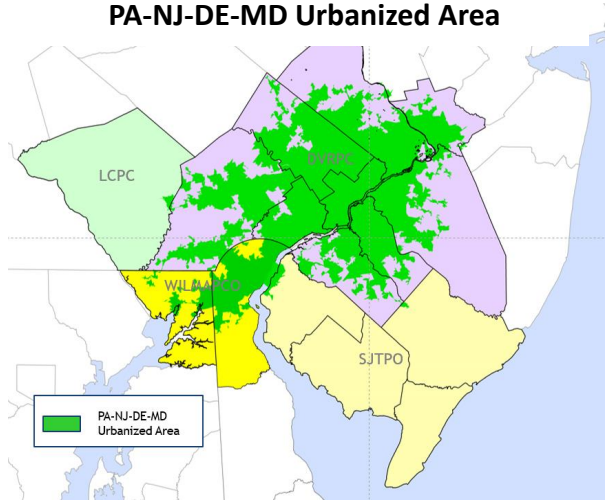 PA-NJ-DE-MD Urbanized Area
DVRPC
LCPC
WILMAPCO
SJTPO
PA-NJ-DE-MD
Urbanized Area